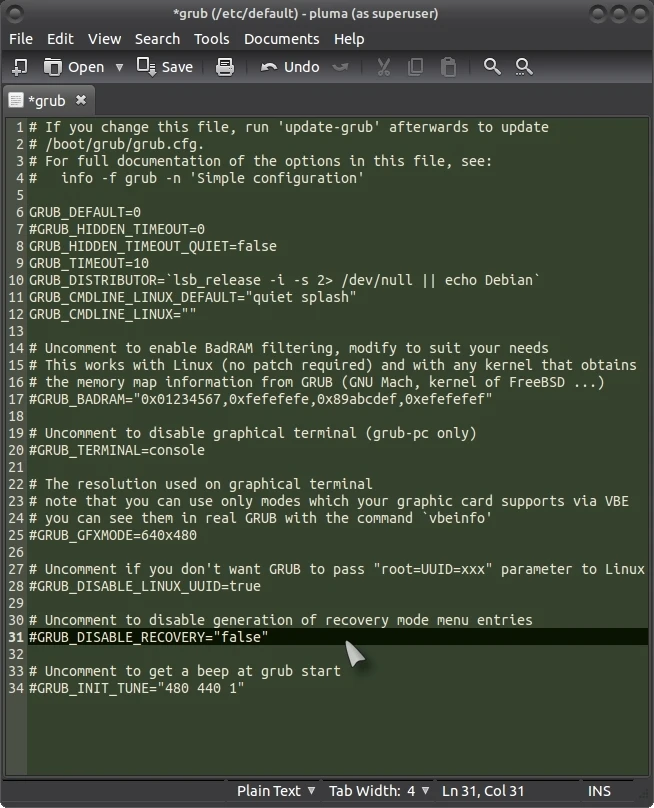 *grub (/etc/default) - pluma (as superuser)
File Edit View Search Tools Documents Help
Open Save Undo
*grub
1 # If you change this file, run 'update-grub' afterwards to update
2 # /boot/grub/grub.cfg.
3 # For full documentation of the options in this file, see:
4 #   info -f grub -n 'Simple configuration'
5
6 GRUB_DEFAULT=0
7 #GRUB_HIDDEN_TIMEOUT=0
8 GRUB_HIDDEN_TIMEOUT_QUIET=false
9 GRUB_TIMEOUT=10
10 GRUB_DISTRIBUTOR=`lsb_release -i -s 2> /dev/null || echo Debian`
11 GRUB_CMDLINE_LINUX_DEFAULT="quiet splash"
12 GRUB_CMDLINE_LINUX=""
13
14 # Uncomment to enable BadRAM filtering, modify to suit your needs
15 # This works with Linux (no patch required) and with any kernel that obtains
16 # the memory map information from GRUB (GNU Mach, kernel of FreeBSD ...)
17 #GRUB_BADRAM="0x01234567,0xfefefefe,0x89abcdef,0xefefefef"
18
19 # Uncomment to disable graphical terminal (grub-pc only)
20 #GRUB_TERMINAL=console
21
22 # The resolution used on graphical terminal
23 # note that you can use only modes which your graphic card supports via VBE
24 # you can see them in real GRUB with the command `vbeinfo'
25 #GRUB_GFXMODE=640x480
26
27 # Uncomment if you don't want GRUB to pass "root=UUID=xxx" parameter to Linux
28 #GRUB_DISABLE_LINUX_UUID=true
29
30 # Uncomment to disable generation of recovery mode menu entries
31 #GRUB_DISABLE_RECOVERY="false"
32
33 # Uncomment to get a beep at grub start
34 #GRUB_INIT_TUNE="480 440 1"
Plain Text Tab Width: 4 Ln 31, Col 31 INS